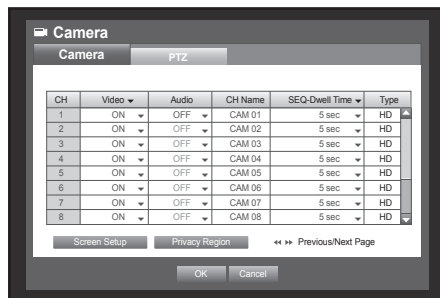 Camera
Camera PTZ
CH Video Audio CH Name SEQ-Dwell Time Type
1 ON OFF CAM 01 5 sec HD
2 ON OFF CAM 02 5 sec HD
3 ON OFF CAM 03 5 sec HD
4 ON OFF CAM 04 5 sec HD
5 ON OFF CAM 05 5 sec HD
6 ON OFF CAM 06 5 sec HD
7 ON OFF CAM 07 5 sec HD
8 ON OFF CAM 08 5 sec HD
Screen Setup Privacy Region Previous/Next Page
OK Cancel